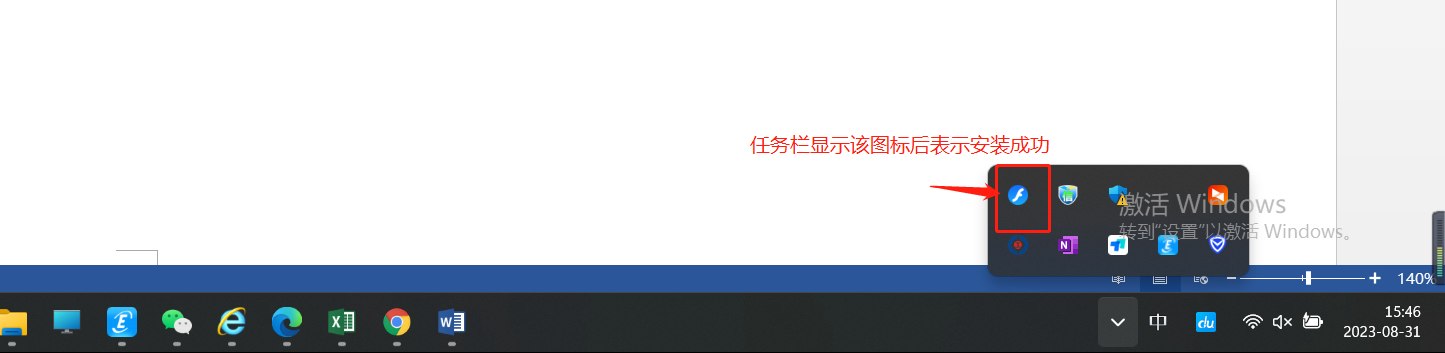 任务栏显示该图标后表示安装成功
激活 Windows
转到“设置”以激活 Windows。
140%
中
du
15:46
2023-08-31